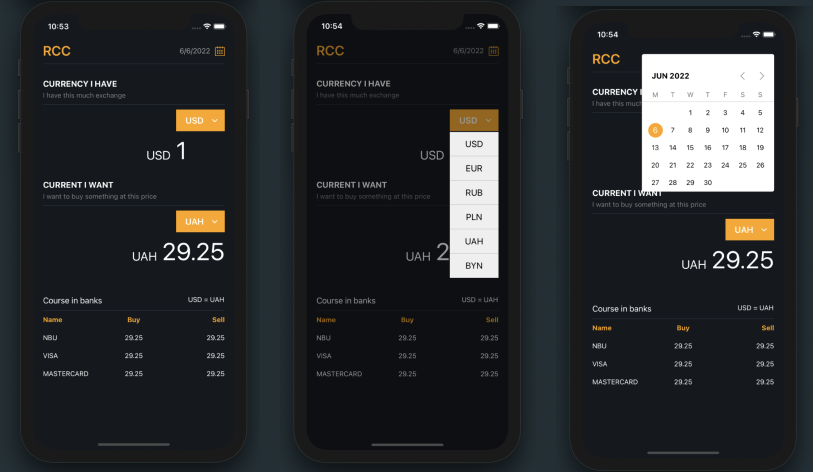 10:53
RCC 6/6/2022
CURRENCY I HAVE
I have this much exchange
USD
USD 1
CURRENT I WANT
I want to buy something at this price
UAH
UAH 29.25
Course in banks USD = UAH
Name Buy Sell
NBU 29.25 29.25
VISA 29.25 29.25
MASTERCARD 29.25 29.25
10:54
RCC 6/6/2022
CURRENCY I HAVE
I have this much exchange
USD
USD
EUR
RUB
PLN
UAH
BYN
USD
CURRENT I WANT
I want to buy something at this price
UAH 2
Course in banks USD = UAH
Name Buy Sell
NBU 29.25 29.25
VISA 29.25 29.25
MASTERCARD 29.25 29.25
10:54
RCC
JUN 2022
M T W T F S S
1 2 3 4 5
6 7 8 9 10 11 12
13 14 15 16 17 18 19
20 21 22 23 24 25 26
27 28 29 30
CURRENCY I
I have this much
CURRENT I WANT
I want to buy something at this price
UAH
UAH 29.25
Course in banks USD = UAH
Name Buy Sell
NBU 29.25 29.25
VISA 29.25 29.25
MASTERCARD 29.25 29.25